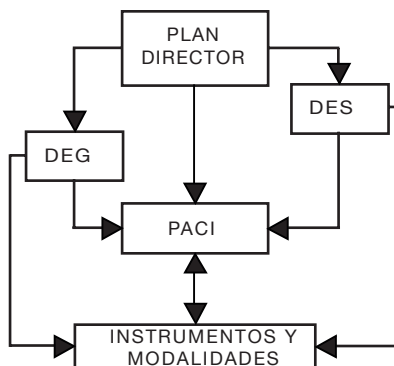 PLAN
DIRECTOR
DES
DEG
PACI
INSTRUMENTOS Y
MODALIDADES